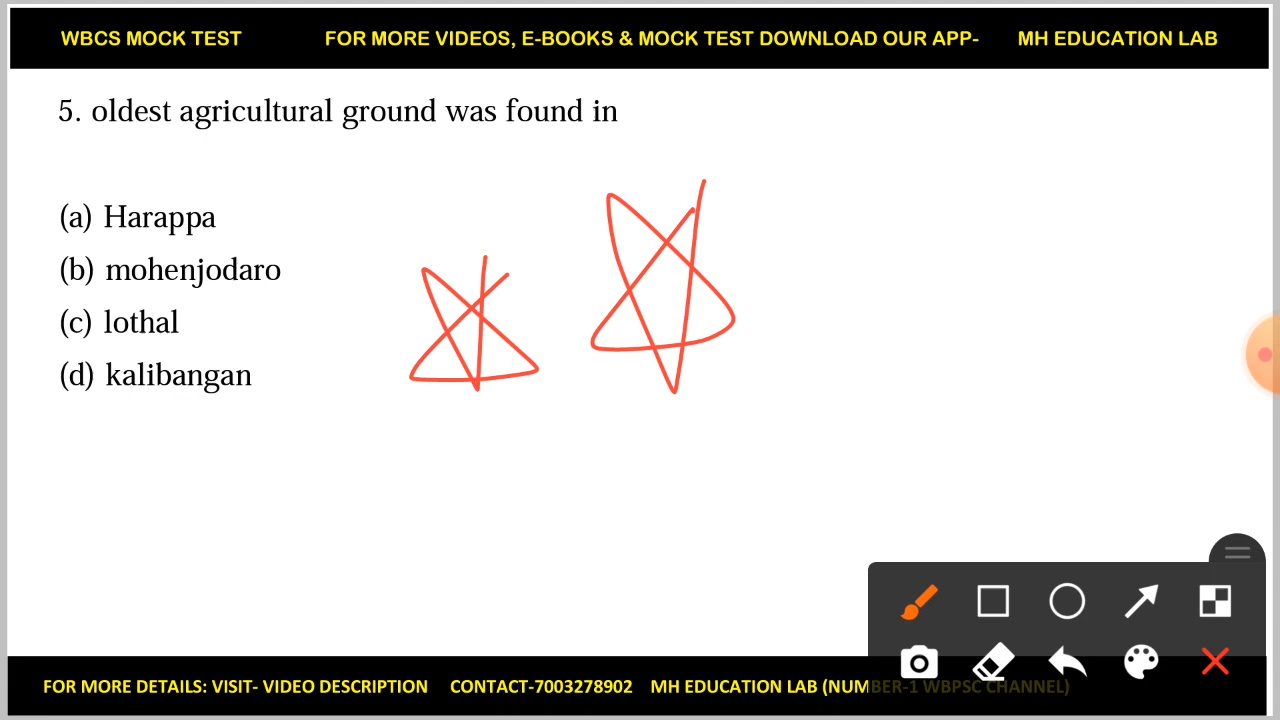 WBCS MOCK TEST FOR MORE VIDEOS, E-BOOKS & MOCK TEST DOWNLOAD OUR APP- MH EDUCATION LAB
5. oldest agricultural ground was found in
(a) Harappa
(b) mohenjodaro
(c) lothal
(d) kalibangan
FOR MORE DETAILS: VISIT- VIDEO DESCRIPTION CONTACT-7003278902 MH EDUCATION LAB (NUMBER-1 WBPSC CHANNEL)